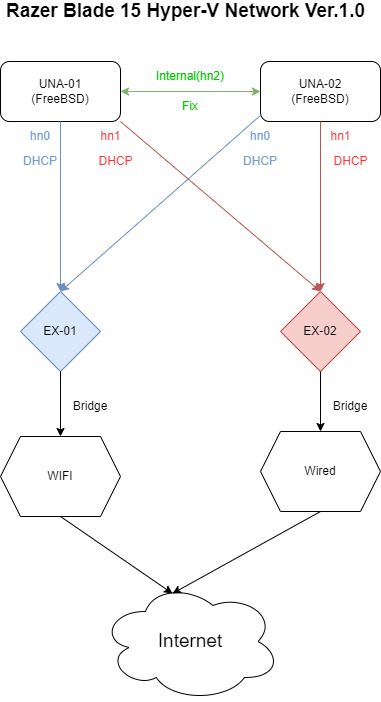 Razer Blade 15 Hyper-V Network Ver.1.0
UNA-01
(FreeBSD)
Internal(hn2)
Fix
UNA-02
(FreeBSD)
hn0
DHCP
hn1
DHCP
hn0
DHCP
hn1
DHCP
EX-01
EX-02
Bridge
Bridge
WIFI
Wired
Internet